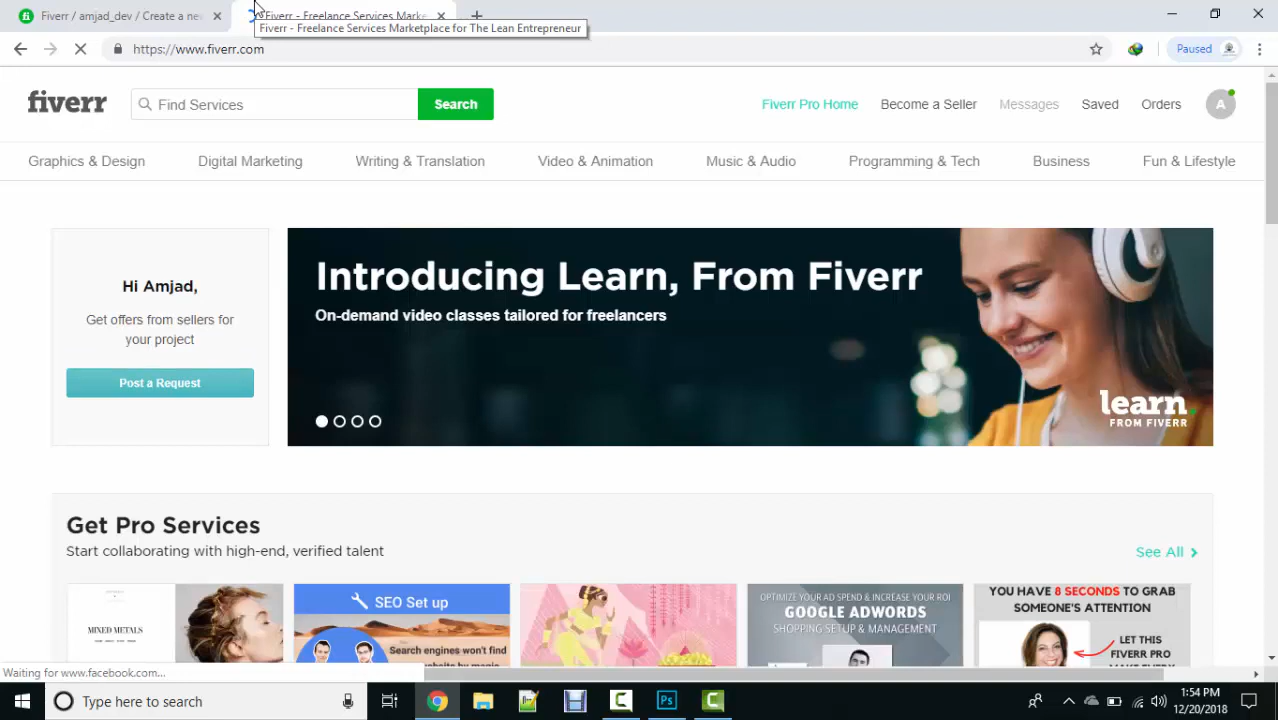 Fiverr / amjad_dev / Create a new
Fiverr - Freelance Services Marke
Fiverr - Freelance Services Marketplace for The Lean Entrepreneur
https://www.fiverr.com
Paused
fiverr
Find Services
Search
Fiverr Pro Home
Become a Seller
Messages
Saved
Orders
A
Graphics & Design
Digital Marketing
Writing & Translation
Video & Animation
Music & Audio
Programming & Tech
Business
Fun & Lifestyle
Hi Amjad,
Get offers from sellers for
your project
Post a Request
Introducing Learn, From Fiverr
On-demand video classes tailored for freelancers
learn.
FROM FIVERR
Get Pro Services
Start collaborating with high-end, verified talent
See All
MIXED METALS
SEO Set up
Search engines won't find
OPTIMIZE YOUR AD SPEND & INCREASE YOUR ROI
GOOGLE ADWORDS
SHOPPING SETUP & MANAGEMENT
YOU HAVE 8 SECONDS TO GRAB
SOMEONE'S ATTENTION
LET THIS
FIVERR PRO
Waiting for www.facebook.com...
Type here to search
Ps
1:54 PM
12/20/2018